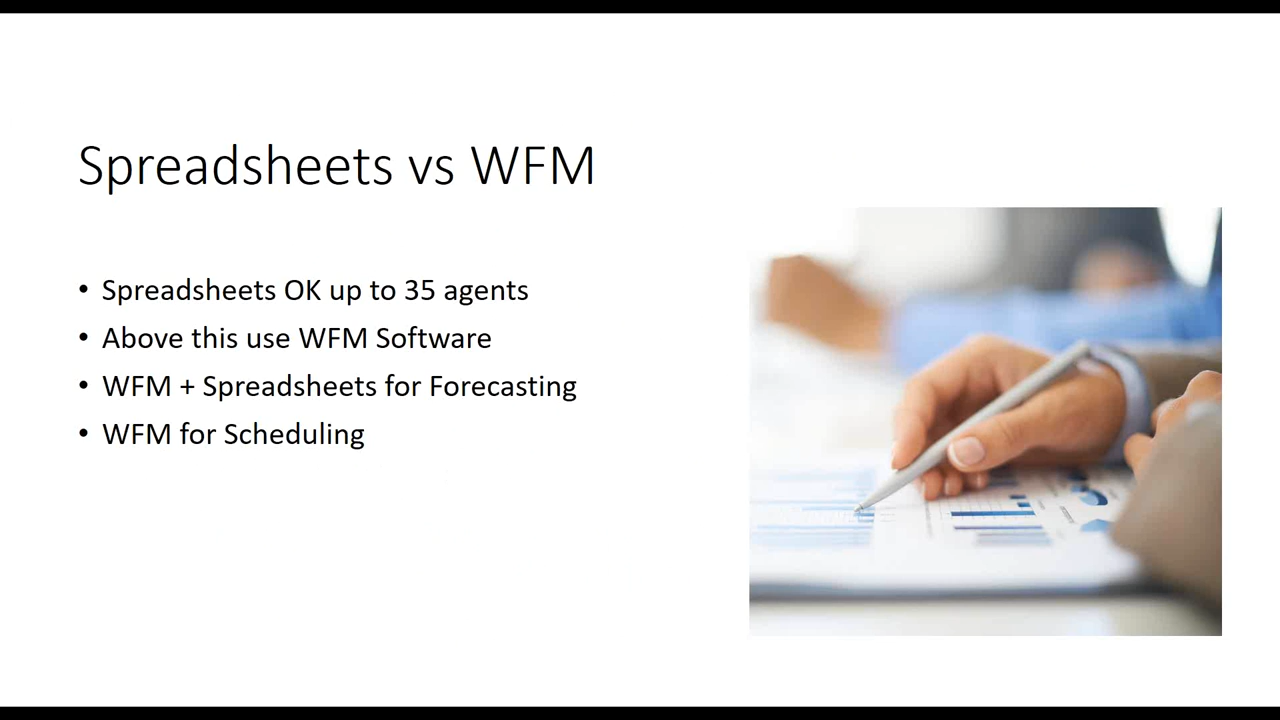 Spreadsheets vs WFM
• Spreadsheets OK up to 35 agents
• Above this use WFM Software
• WFM + Spreadsheets for Forecasting
• WFM for Scheduling